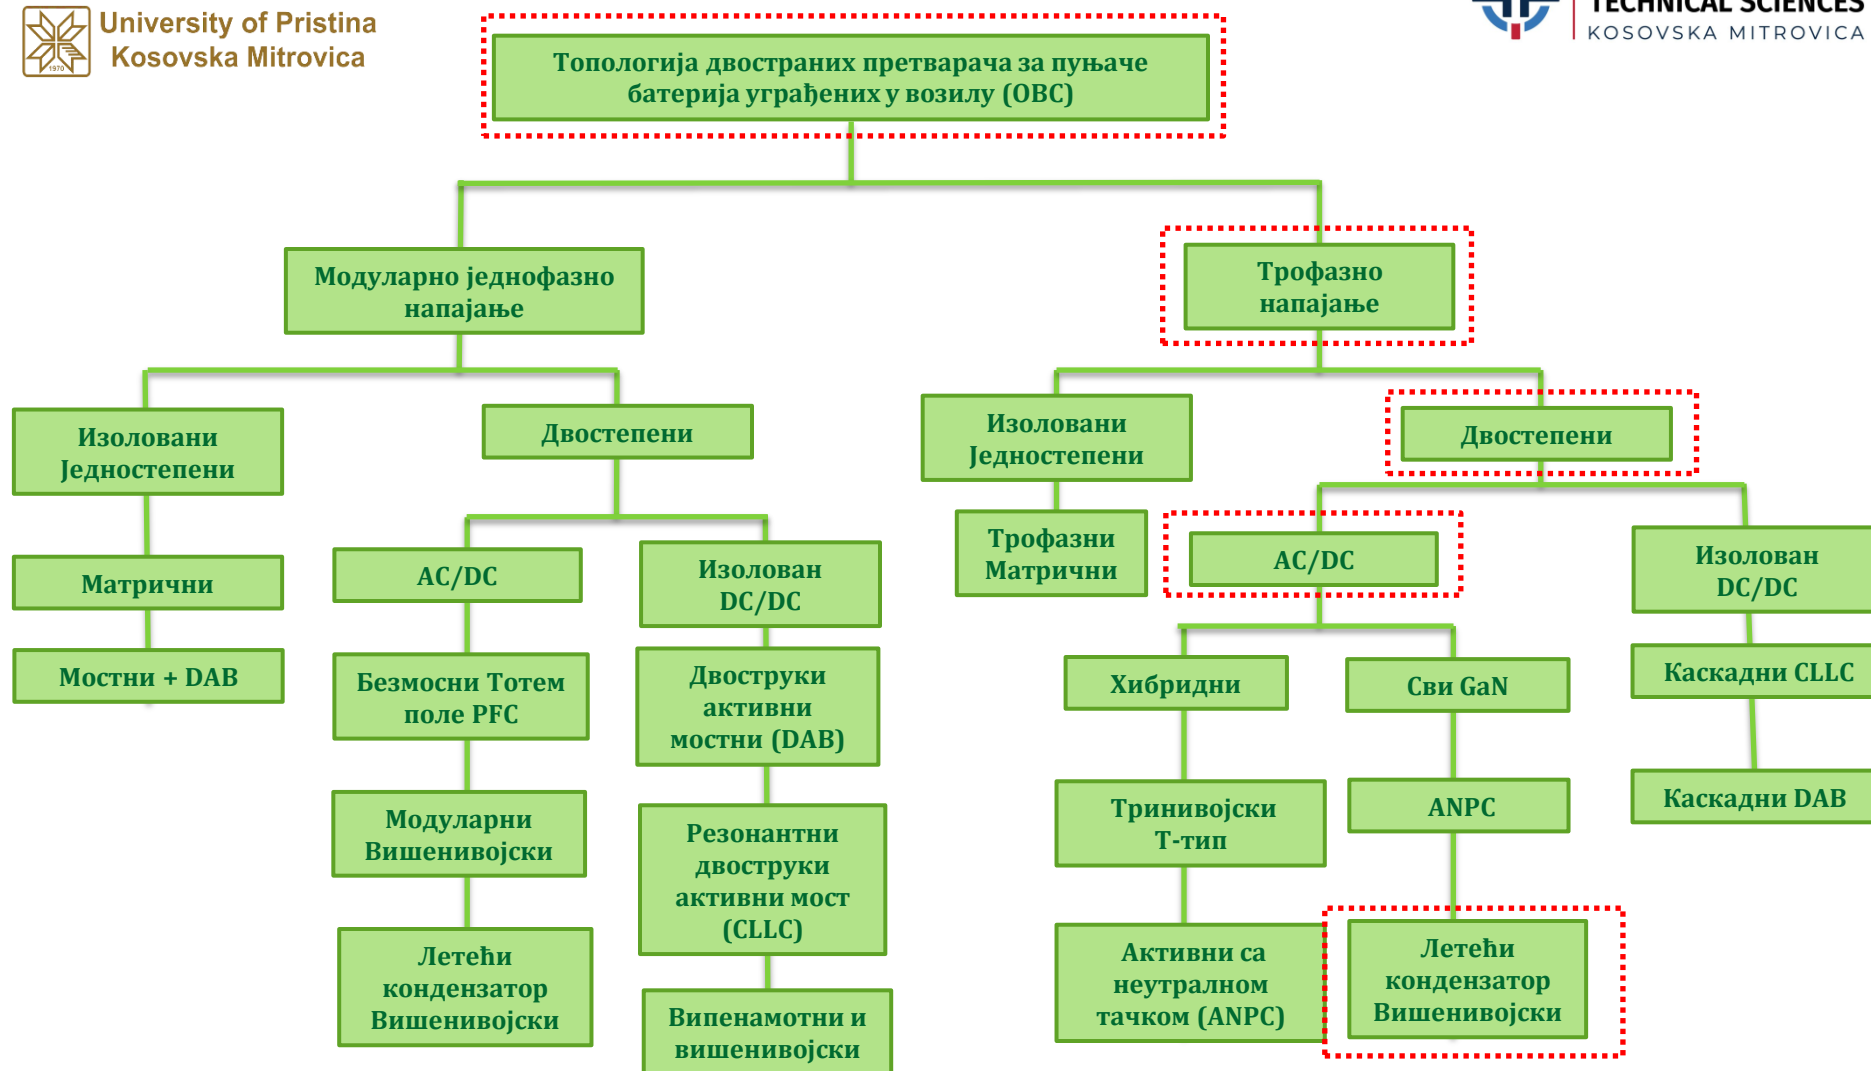 University of Pristina
Kosovska Mitrovica
1970
TECHNICAL SCIENCES
KOSOVSKA MITROVICA
Топологија двостраних претварача за пуњаче
батерија уграђених у возилу (OBC)
Модуларно једнофазно
напајање
Трофазно
напајање
Изоловани
Једностепени
Двостепени
Изоловани
Једностепени
Двостепени
Матрични
AC/DC
Изолован
DC/DC
Трофазни
Матрични
AC/DC
Изолован
DC/DC
Мостни + DAB
Безмосни Тотем
поле PFC
Двоструки
активни
мостни (DAB)
Хибридни
Сви GaN
Каскадни CLLC
Модуларни
Вишенивојски
Резонантни
двоструки
активни мост
(CLLC)
Тринивојски
Т-тип
ANPC
Каскадни DAB
Летећи
кондензатор
Вишенивојски
Випенамотни и
вишенивојски
Активни са
неутралном
тачком (ANPC)
Летећи
кондензатор
Вишенивојски